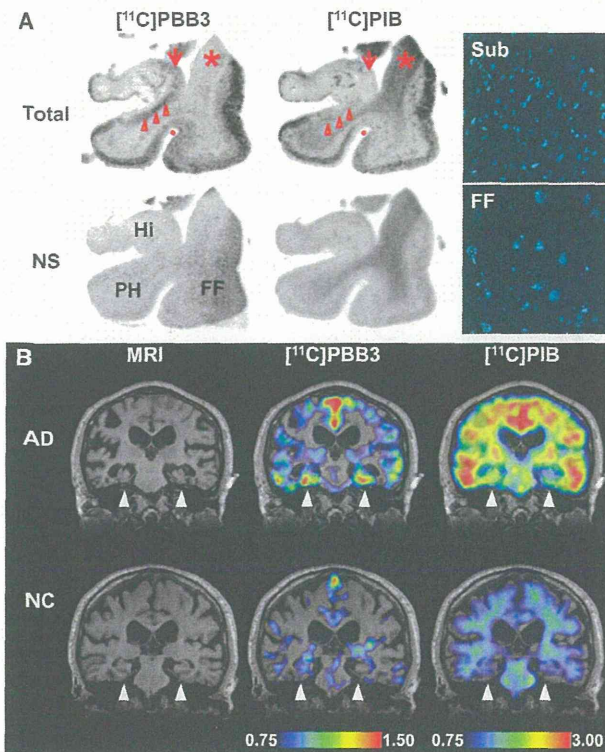 A
[¹¹C]PBB3 [¹¹C]PIB
Sub
Total
FF
NS
Hi
PH FF
B
MRI [¹¹C]PBB3 [¹¹C]PIB
AD
NC
0.75 1.50 0.75 3.00